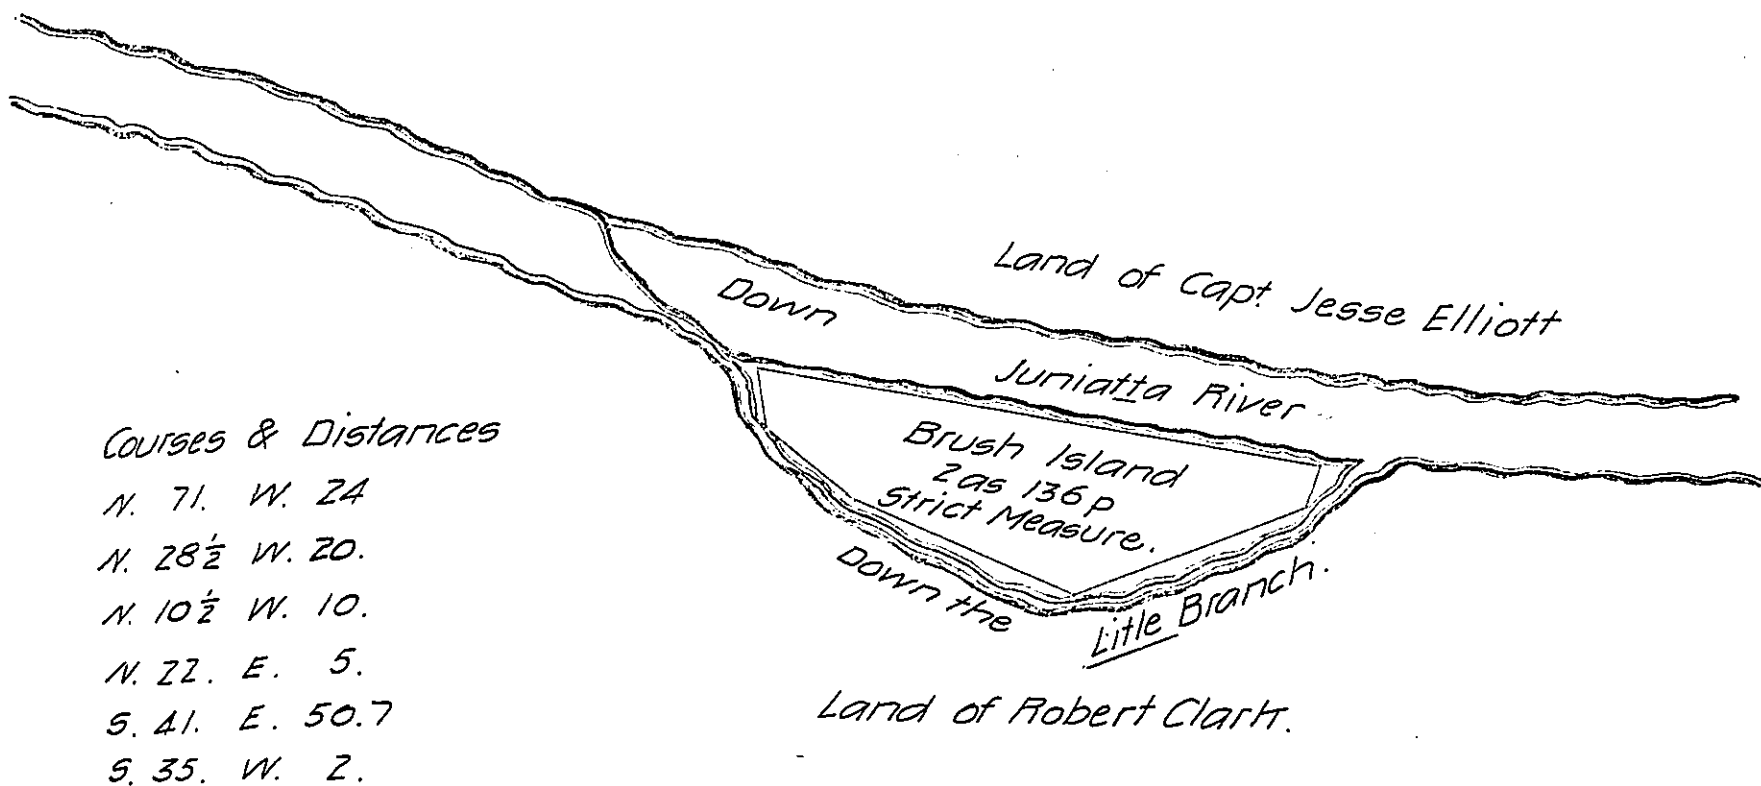 Land of Capt Jesse Elliott
Down
Juniatta River
Brush Island
2as 136p
Strict Measure.
Down the
Litle Branch.
Land of Robert Clark.
Courses & Distances
N. 71. W. 24
N. 28½ W. 20.
N. 10½ W. 10.
N. 22. E. 5.
S. 41. E. 50.7
S. 35. W. 2.